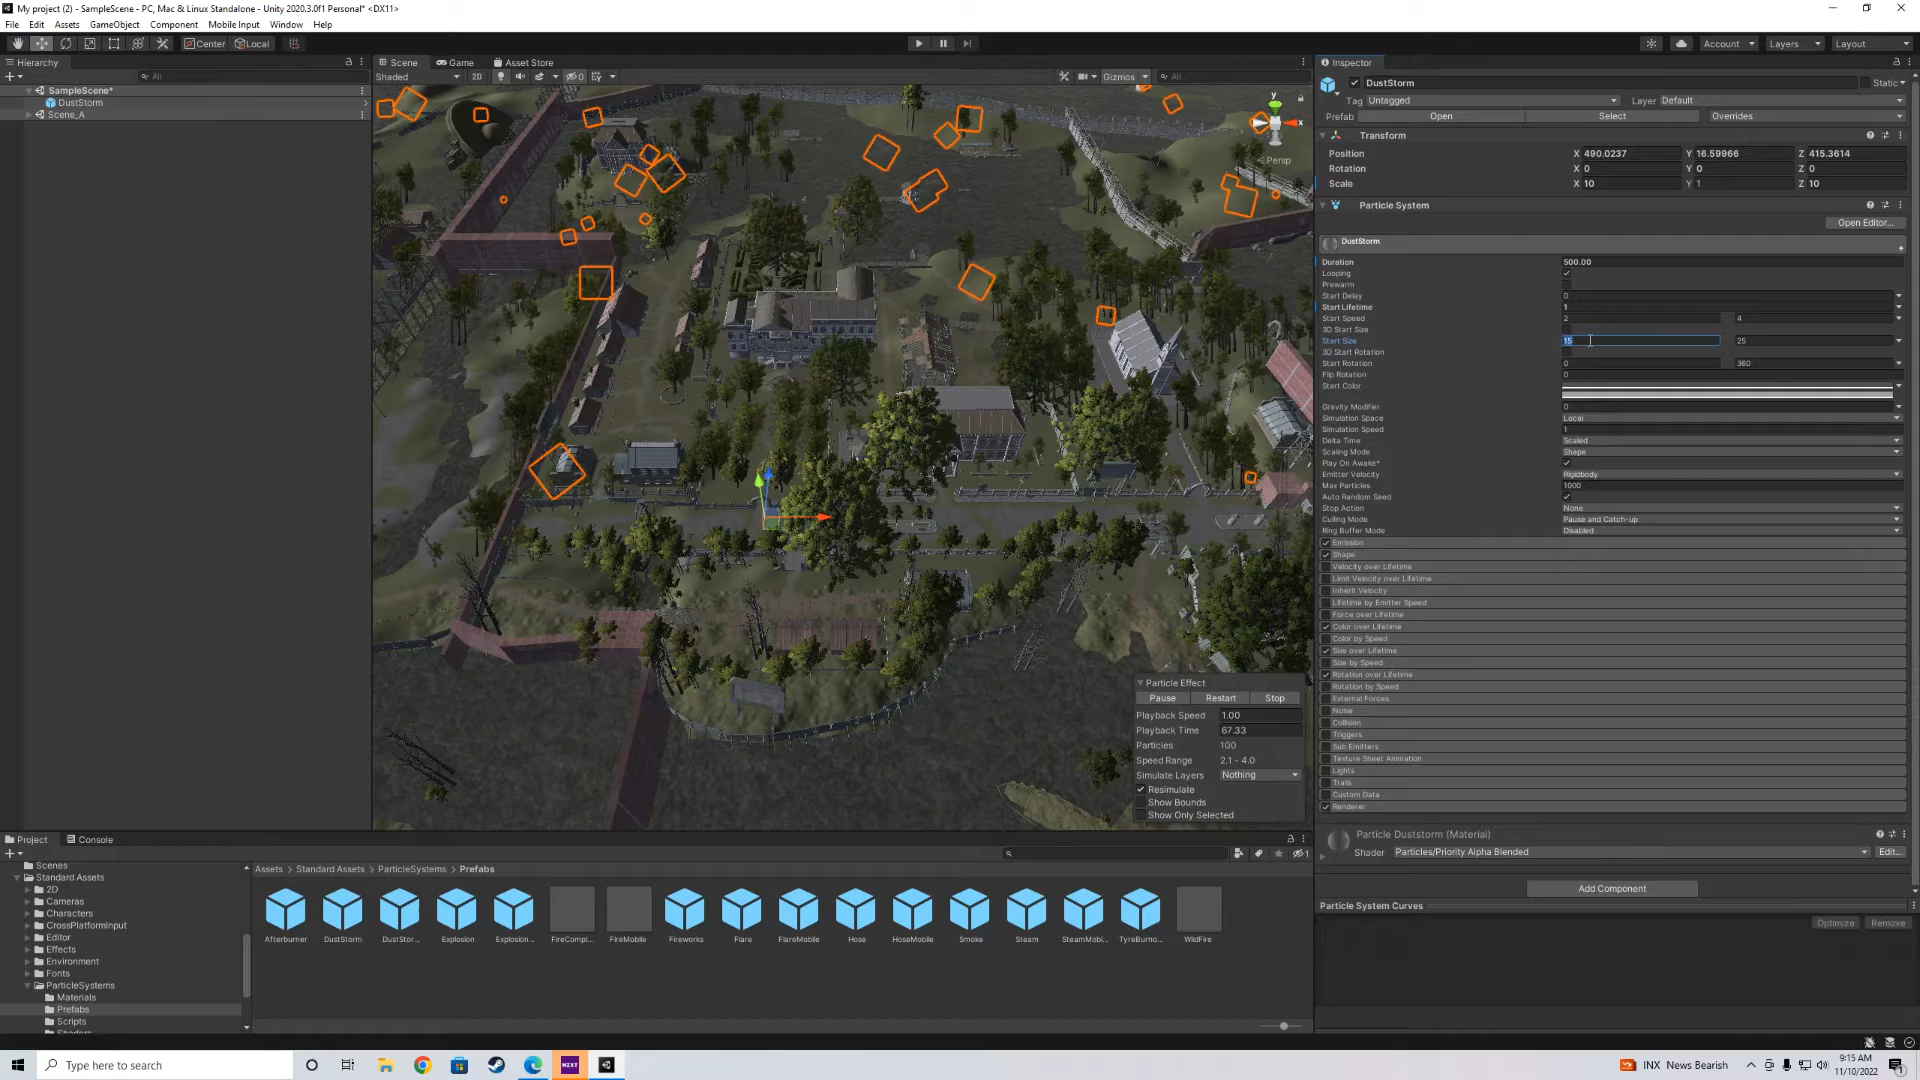 My project (2) - SampleScene - PC, Mac & Linux Standalone - Unity 2020.3.0f1 Personal* <DX11>
File Edit Assets GameObject Component Mobile Input Window Help
Center Local
Account Layers Layout
Hierarchy
All
SampleScene*
DustStorm
Scene_A
Scene Game Asset Store
Shaded 2D 0 Gizmos All
y
x
Persp
Particle Effect
Pause Restart Stop
Playback Speed 1.00
Playback Time 67.33
Particles 100
Speed Range 2.1 - 4.0
Simulate Layers Nothing
Resimulate
Show Bounds
Show Only Selected
Inspector
DustStorm Static
Tag Untagged Layer Default
Prefab Open Select Overrides
Transform
Position X 490.0237 Y 16.59966 Z 415.3614
Rotation X 0 Y 0 Z 0
Scale X 10 Y 1 Z 10
Particle System
Open Editor...
DustStorm
Duration 500.00
Looping
Prewarm
Start Delay 0
Start Lifetime 1
Start Speed 2 4
3D Start Size
Start Size 15 25
3D Start Rotation
Start Rotation 0 360
Flip Rotation 0
Start Color
Gravity Modifier 0
Simulation Space Local
Simulation Speed 1
Delta Time Scaled
Scaling Mode Shape
Play On Awake*
Emitter Velocity Rigidbody
Max Particles 1000
Auto Random Seed
Stop Action None
Culling Mode Pause and Catch-up
Ring Buffer Mode Disabled
Emission
Shape
Velocity over Lifetime
Limit Velocity over Lifetime
Inherit Velocity
Lifetime by Emitter Speed
Force over Lifetime
Color over Lifetime
Color by Speed
Size over Lifetime
Size by Speed
Rotation over Lifetime
Rotation by Speed
External Forces
Noise
Collision
Triggers
Sub Emitters
Texture Sheet Animation
Lights
Trails
Custom Data
Renderer
Particle Duststorm (Material)
Shader Particles/Priority Alpha Blended Edit...
Add Component
Particle System Curves
Optimize Remove
Project Console
1
Scenes
Standard Assets
2D
Cameras
Characters
CrossPlatformInput
Editor
Effects
Environment
Fonts
ParticleSystems
Materials
Prefabs
Scripts
Assets Standard Assets ParticleSystems Prefabs
Afterburner DustStorm DustStor... Explosion Explosion... FireCompl... FireMobile Fireworks Flare FlareMobile Hose HoseMobile Smoke Steam SteamMobi... TyreBurno... WildFire
Type here to search
NZXT
INX News Bearish
9:15 AM
11/10/2022
1